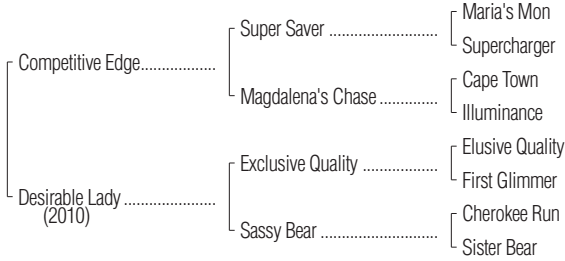 Maria's Mon
Super Saver ......................
Supercharger
Competitive Edge..................
Cape Town
Magdalena's Chase ..............
Illuminance
Elusive Quality
Exclusive Quality ..................
First Glimmer
Desirable Lady ......................
(2010)
Cherokee Run
Sassy Bear ...........................
Sister Bear